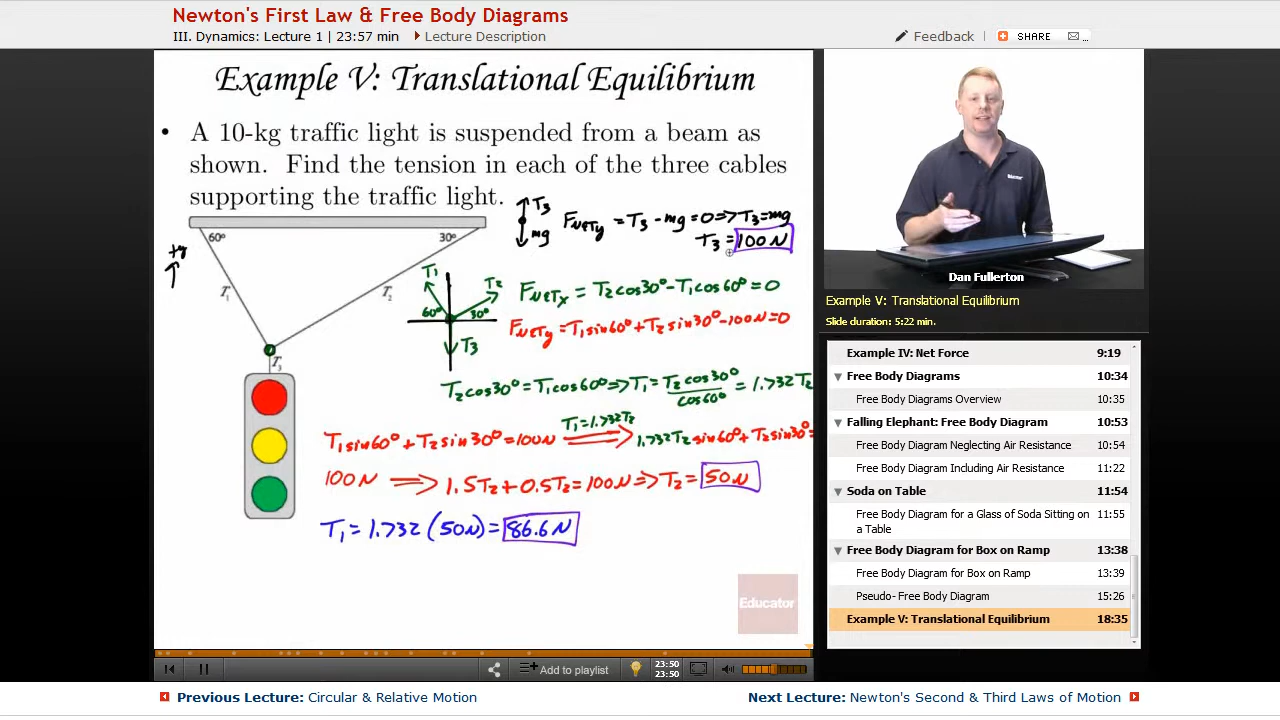 Newton's First Law & Free Body Diagrams
III. Dynamics: Lecture 1 | 23:57 min
Lecture Description
Feedback
SHARE
Example V: Translational Equilibrium
• A 10-kg traffic light is suspended from a beam as
shown. Find the tension in each of the three cables
supporting the traffic light.
T3
mg
FNETy = T3 - mg = 0 => T3 = mg
T3 = 100N
+y
60°
30°
T1
T2
T3
T1
T2
60°
30°
T3
FNETx = T2cos30° - T1cos60° = 0
FNETy = T1sin60° + T2sin30° - 100N = 0
T2cos30° = T1cos60° => T1 = T2cos30° / cos60° = 1.732T2
T1sin60° + T2sin30° = 100N
T1 = 1.732T2
=> 1.732T2 sin60° + T2sin30° =
100N => 1.5T2 + 0.5T2 = 100N => T2 = 50N
T1 = 1.732 (50N) = 86.6N
Educator
Dan Fullerton
Example V: Translational Equilibrium
Slide duration: 5:22 min.
Example IV: Net Force 9:19
Free Body Diagrams 10:34
Free Body Diagrams Overview 10:35
Falling Elephant: Free Body Diagram 10:53
Free Body Diagram Neglecting Air Resistance 10:54
Free Body Diagram Including Air Resistance 11:22
Soda on Table 11:54
Free Body Diagram for a Glass of Soda Sitting on 11:55
a Table
Free Body Diagram for Box on Ramp 13:38
Free Body Diagram for Box on Ramp 13:39
Pseudo- Free Body Diagram 15:26
Example V: Translational Equilibrium 18:35
Add to playlist
23:50
23:50
Previous Lecture: Circular & Relative Motion
Next Lecture: Newton's Second & Third Laws of Motion